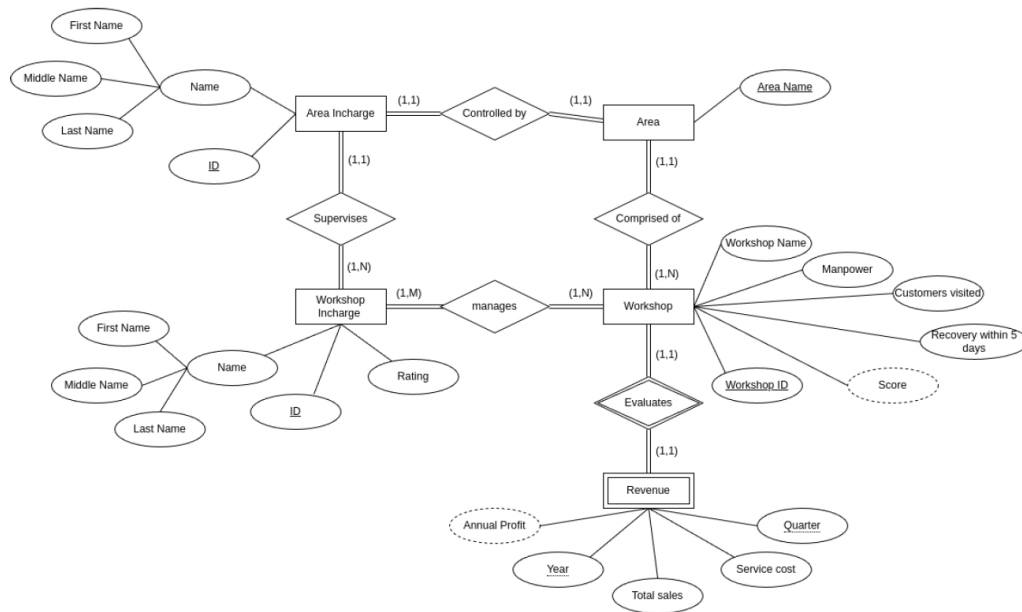 First Name
Middle Name
Name
Last Name
ID
Area Incharge
(1,1)
Controlled by
(1,1)
Area
Area Name
(1,1)
(1,1)
Supervises
Comprised of
(1,N)
(1,N)
Workshop Name
Manpower
Customers visited
Recovery within 5
days
Score
Workshop ID
Workshop
Incharge
(1,M)
manages
(1,N)
Workshop
First Name
Middle Name
Name
Last Name
ID
Rating
(1,1)
Evaluates
(1,1)
Revenue
Annual Profit
Year
Total sales
Service cost
Quarter